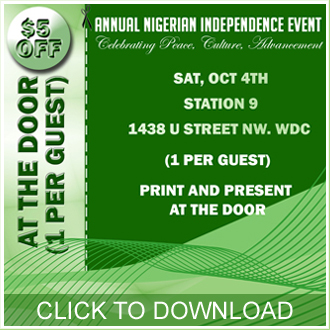 $5
OFF
AT THE DOOR
(1 PER GUEST)
ANNUAL NIGERIAN INDEPENDENCE EVENT
Celebrating Peace, Culture, Advancement
SAT, OCT 4TH
STATION 9
1438 U STREET NW. WDC
(1 PER GUEST)
PRINT AND PRESENT
AT THE DOOR
CLICK TO DOWNLOAD